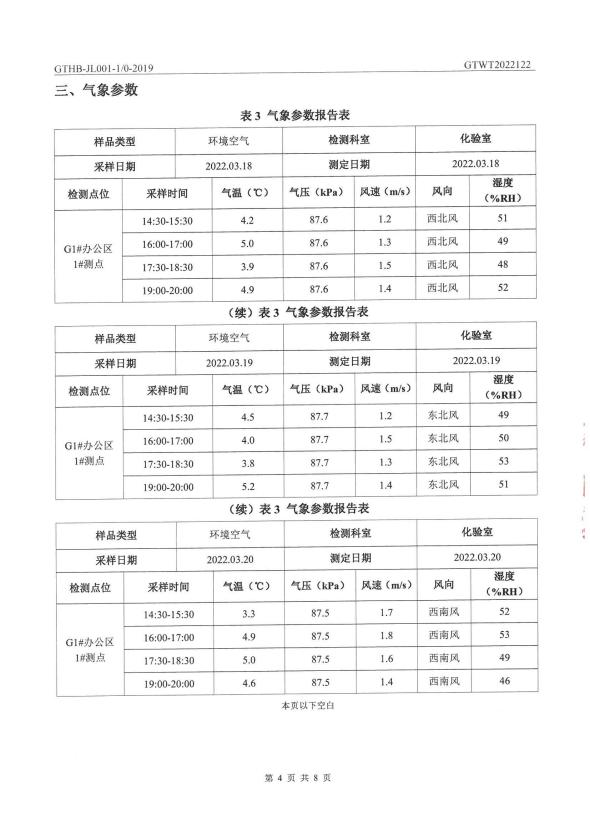 GTHB-JL001-1/0-2019 GTWT2022122
三、气象参数
表 3 气象参数报告表
样品类型 环境空气 检测科室 化验室
采样日期 2022.03.18 测定日期 2022.03.18
检测点位 采样时间 气温（℃） 气压（kPa） 风速（m/s） 风向 湿度（%RH）
G1#办公区1#测点 14:30-15:30 4.2 87.6 1.2 西北风 51
16:00-17:00 5.0 87.6 1.3 西北风 49
17:30-18:30 3.9 87.6 1.5 西北风 48
19:00-20:00 4.9 87.6 1.4 西北风 52
（续）表 3 气象参数报告表
样品类型 环境空气 检测科室 化验室
采样日期 2022.03.19 测定日期 2022.03.19
检测点位 采样时间 气温（℃） 气压（kPa） 风速（m/s） 风向 湿度（%RH）
G1#办公区1#测点 14:30-15:30 4.5 87.7 1.2 东北风 49
16:00-17:00 4.0 87.7 1.5 东北风 50
17:30-18:30 3.8 87.7 1.3 东北风 53
19:00-20:00 5.2 87.7 1.4 东北风 51
（续）表 3 气象参数报告表
样品类型 环境空气 检测科室 化验室
采样日期 2022.03.20 测定日期 2022.03.20
检测点位 采样时间 气温（℃） 气压（kPa） 风速（m/s） 风向 湿度（%RH）
G1#办公区1#测点 14:30-15:30 3.3 87.5 1.7 西南风 52
16:00-17:00 4.9 87.5 1.8 西南风 53
17:30-18:30 5.0 87.5 1.6 西南风 49
19:00-20:00 4.6 87.5 1.4 西南风 46
本页以下空白
第 4 页 共 8 页